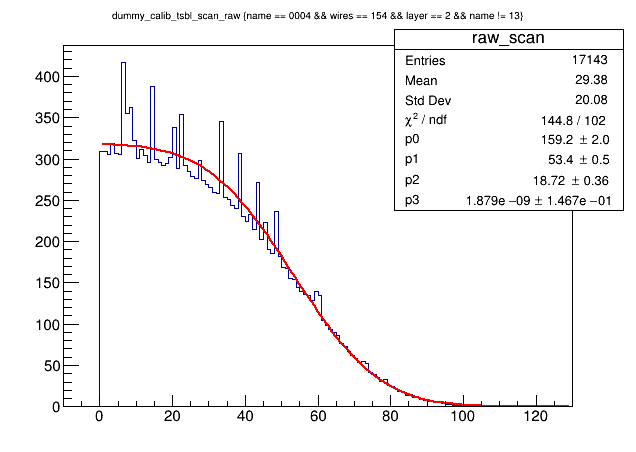 dummy_calib_tsbl_scan_raw {name == 0004 && wires == 154 && layer == 2 && name != 13}
raw_scan
Entries 17143
Mean 29.38
Std Dev 20.08
χ² / ndf 144.8 / 102
p0 159.2 ± 2.0
p1 53.4 ± 0.5
p2 18.72 ± 0.36
p3 1.879e −09 ± 1.467e −01
400
350
300
250
200
150
100
50
0
0 20 40 60 80 100 120